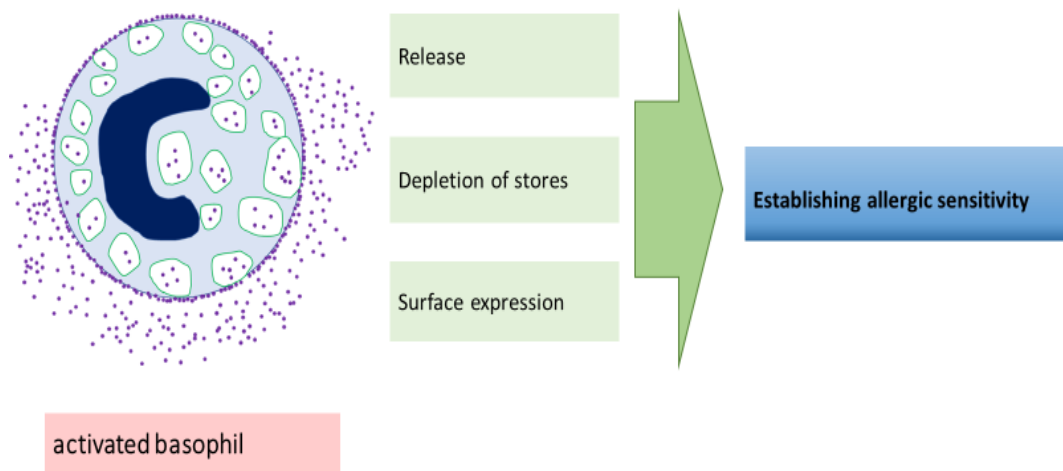 Release
Depletion of stores
Establishing allergic sensitivity
Surface expression
activated basophil